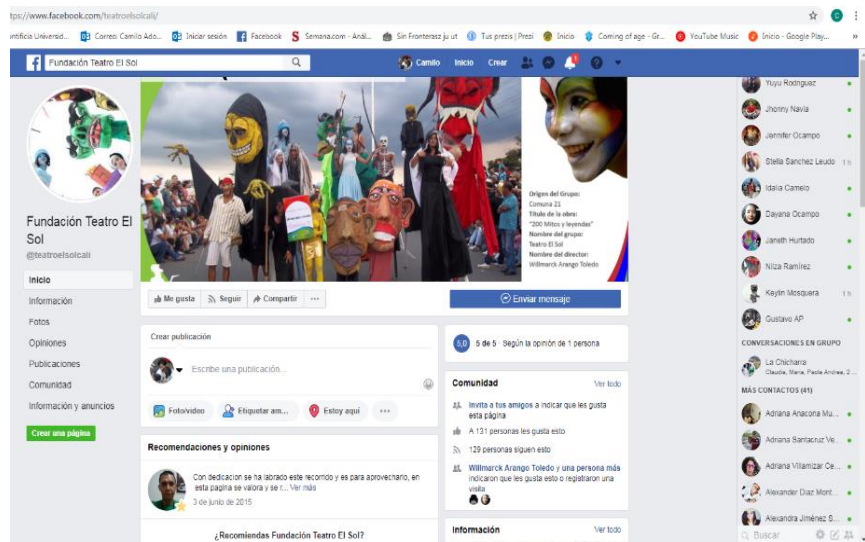 tps://www.facebook.com/teatroelsolcali/
ontificia Universid... Correo: Camilo Ado... Iniciar sesión Facebook Semana.com - Análi... Sin Fronterasz ju ut Tus prezis | Prezi Inicio Coming of age - Gr... YouTube Music Inicio - Google Play... »
Fundación Teatro El Sol
Camilo Inicio Crear
Origen del Grupo:
Comuna 21
Título de la obra:
"200 Mitos y leyendas"
Nombre del grupo:
Teatro El Sol
Nombre del director:
Willmarck Arango Toledo
Fundación Teatro El
Sol
@teatroelsolcali
Inicio
Información
Fotos
Opiniones
Publicaciones
Comunidad
Información y anuncios
Crear una página
Me gusta Seguir Compartir ...
Enviar mensaje
Crear publicación
Escribe una publicación...
Foto/video Etiquetar am... Estoy aquí ...
Recomendaciones y opiniones
Con dedicacion se ha labrado este recorrido y es para aprovecharlo, en
esta pagina se valora y se r... Ver más
3 de junio de 2015
¿Recomiendas Fundación Teatro El Sol?
5,0 5 de 5 · Según la opinión de 1 persona
Comunidad Ver todo
Invita a tus amigos a indicar que les gusta
esta página
A 131 personas les gusta esto
129 personas siguen esto
Willmarck Arango Toledo y una persona más
indicaron que les gusta esto o registraron una
visita
Información Ver todo
Yuyu Rodriguez
Jhonny Navia
Jennifer Ocampo
Stella Sanchez Leudo 1 h
Idalia Camelo
Dayana Ocampo
Janeth Hurtado
Nilza Ramírez
Keylin Mosquera 1 h
Gustavo AP
CONVERSACIONES EN GRUPO
La Chicharra
Claudia, Maria, Paola Andrea, 2 ...
MÁS CONTACTOS (41)
Adriana Anacona Mu...
Adriana Santacruz Ve...
Adriana Villamizar Ce...
Alexander Diaz Mont...
Alexandra Jiménez S...
Buscar